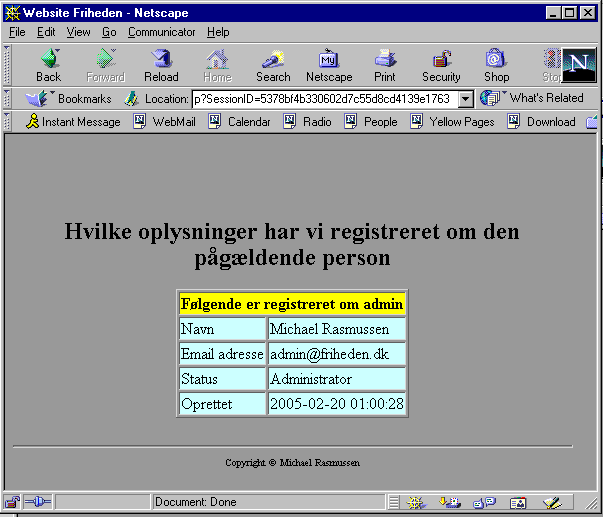 Website Friheden - Netscape
File Edit View Go Communicator Help
Back Forward Reload Home Search Netscape Print Security Shop Stop
My
N
Bookmarks Location: p?SessionID=5378bf4b330602d7c55d8cd4139e1763 What's Related
Instant Message WebMail Calendar Radio People Yellow Pages Download
Hvilke oplysninger har vi registreret om den
pågældende person
Følgende er registreret om admin
Navn Michael Rasmussen
Email adresse admin@friheden.dk
Status Administrator
Oprettet 2005-02-20 01:00:28
Copyright © Michael Rasmussen
Document: Done